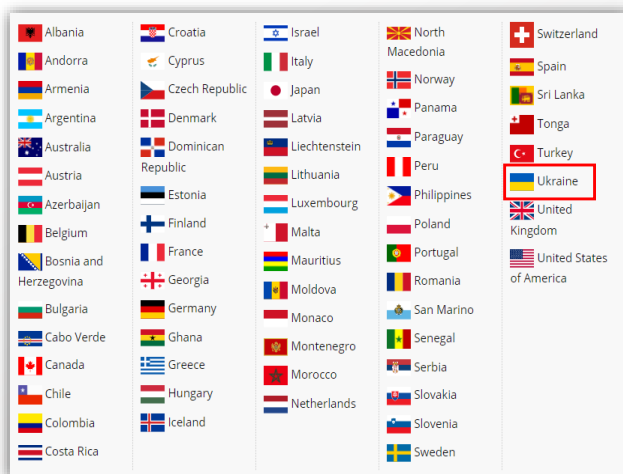 Albania
Andorra
Armenia
Argentina
Australia
Austria
Azerbaijan
Belgium
Bosnia and
Herzegovina
Bulgaria
Cabo Verde
Canada
Chile
Colombia
Costa Rica
Croatia
Cyprus
Czech Republic
Denmark
Dominican
Republic
Estonia
Finland
France
Georgia
Germany
Ghana
Greece
Hungary
Iceland
Israel
Italy
Japan
Latvia
Liechtenstein
Lithuania
Luxembourg
Malta
Mauritius
Moldova
Monaco
Montenegro
Morocco
Netherlands
North
Macedonia
Norway
Panama
Paraguay
Peru
Philippines
Poland
Portugal
Romania
San Marino
Senegal
Serbia
Slovakia
Slovenia
Sweden
Switzerland
Spain
Sri Lanka
Tonga
Turkey
Ukraine
United
Kingdom
United States
of America